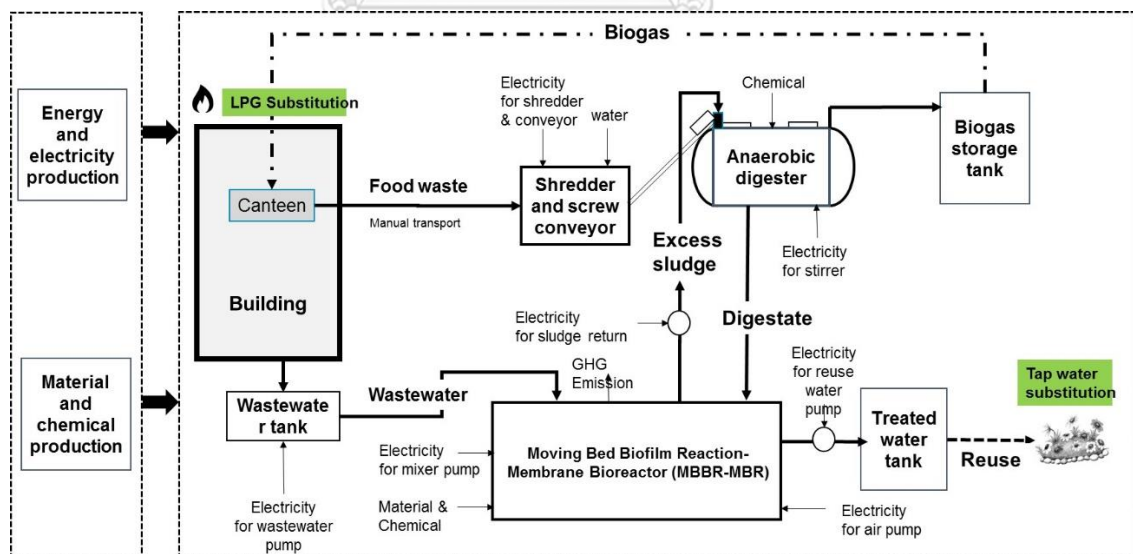 Biogas
LPG Substitution
Energy
and
electricity
production
Electricity
for shredder
& conveyor
water
Chemical
Anaerobic
digester
Biogas
storage
tank
Canteen
Food waste
Manual transport
Shredder
and screw
conveyor
Building
Excess
sludge
Electricity
for stirrer
Electricity
for sludge return
Digestate
GHG
Emission
Electricity
for reuse
water
pump
Material
and
chemical
production
Wastewate
r tank
Wastewater
Moving Bed Biofilm Reaction-
Membrane Bioreactor (MBBR-MBR)
Treated
water
tank
Tap water
substitution
Reuse
Electricity
for mixer pump
Material &
Chemical
Electricity
for wastewater
pump
Electricity
for air pump